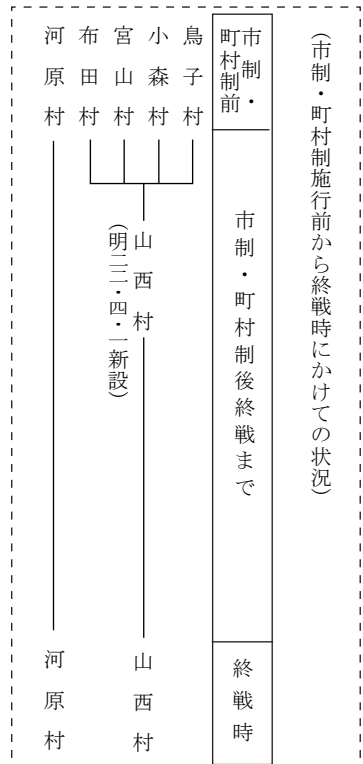 （市制・町村制施行前から終戦時にかけての状況）
市制・
町村制前
市制・町村制後終戦まで
終戦時
鳥子村
小森村
宮山村
布田村
山西村
（明二二・四・一新設）
山西村
河原村
河原村